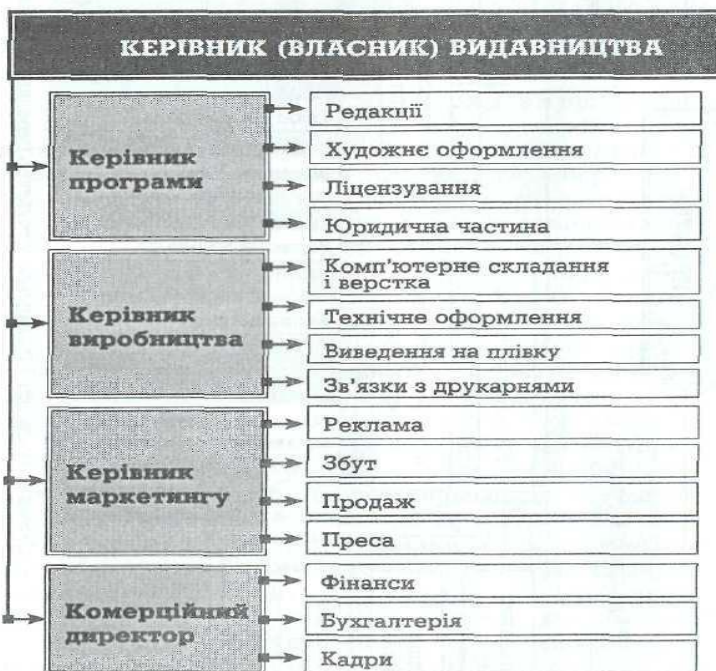 КЕРІВНИК (ВЛАСНИК) ВИДАВНИЦТВА
Керівник
програми
Редакції
Художнє оформлення
Ліцензування
Юридична частина
Керівник
виробництва
Комп'ютерне складання
і верстка
Технічне оформлення
Виведення на плівку
Зв'язки з друкарнями
Керівник
маркетингу
Реклама
Збут
Продаж
Преса
Комерційний
директор
Фінанси
Бухгалтерія
Кадри